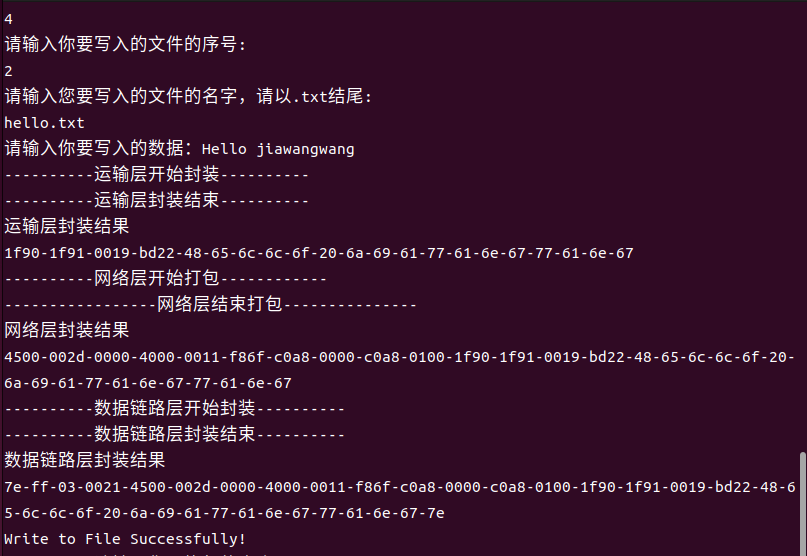 4
请输入你要写入的文件的序号:
2
请输入您要写入的文件的名字，请以.txt结尾:
hello.txt
请输入你要写入的数据：Hello jiawangwang
----------运输层开始封装----------
----------运输层封装结束----------
运输层封装结果
1f90-1f91-0019-bd22-48-65-6c-6c-6f-20-6a-69-61-77-61-6e-67-77-61-6e-67
----------网络层开始打包------------
-----------------网络层结束打包---------------
网络层封装结果
4500-002d-0000-4000-0011-f86f-c0a8-0000-c0a8-0100-1f90-1f91-0019-bd22-48-65-6c-6c-6f-20-
6a-69-61-77-61-6e-67-77-61-6e-67
----------数据链路层开始封装----------
----------数据链路层封装结束----------
数据链路层封装结果
7e-ff-03-0021-4500-002d-0000-4000-0011-f86f-c0a8-0000-c0a8-0100-1f90-1f91-0019-bd22-48-6
5-6c-6c-6f-20-6a-69-61-77-61-6e-67-77-61-6e-67-7e
Write to File Successfully!